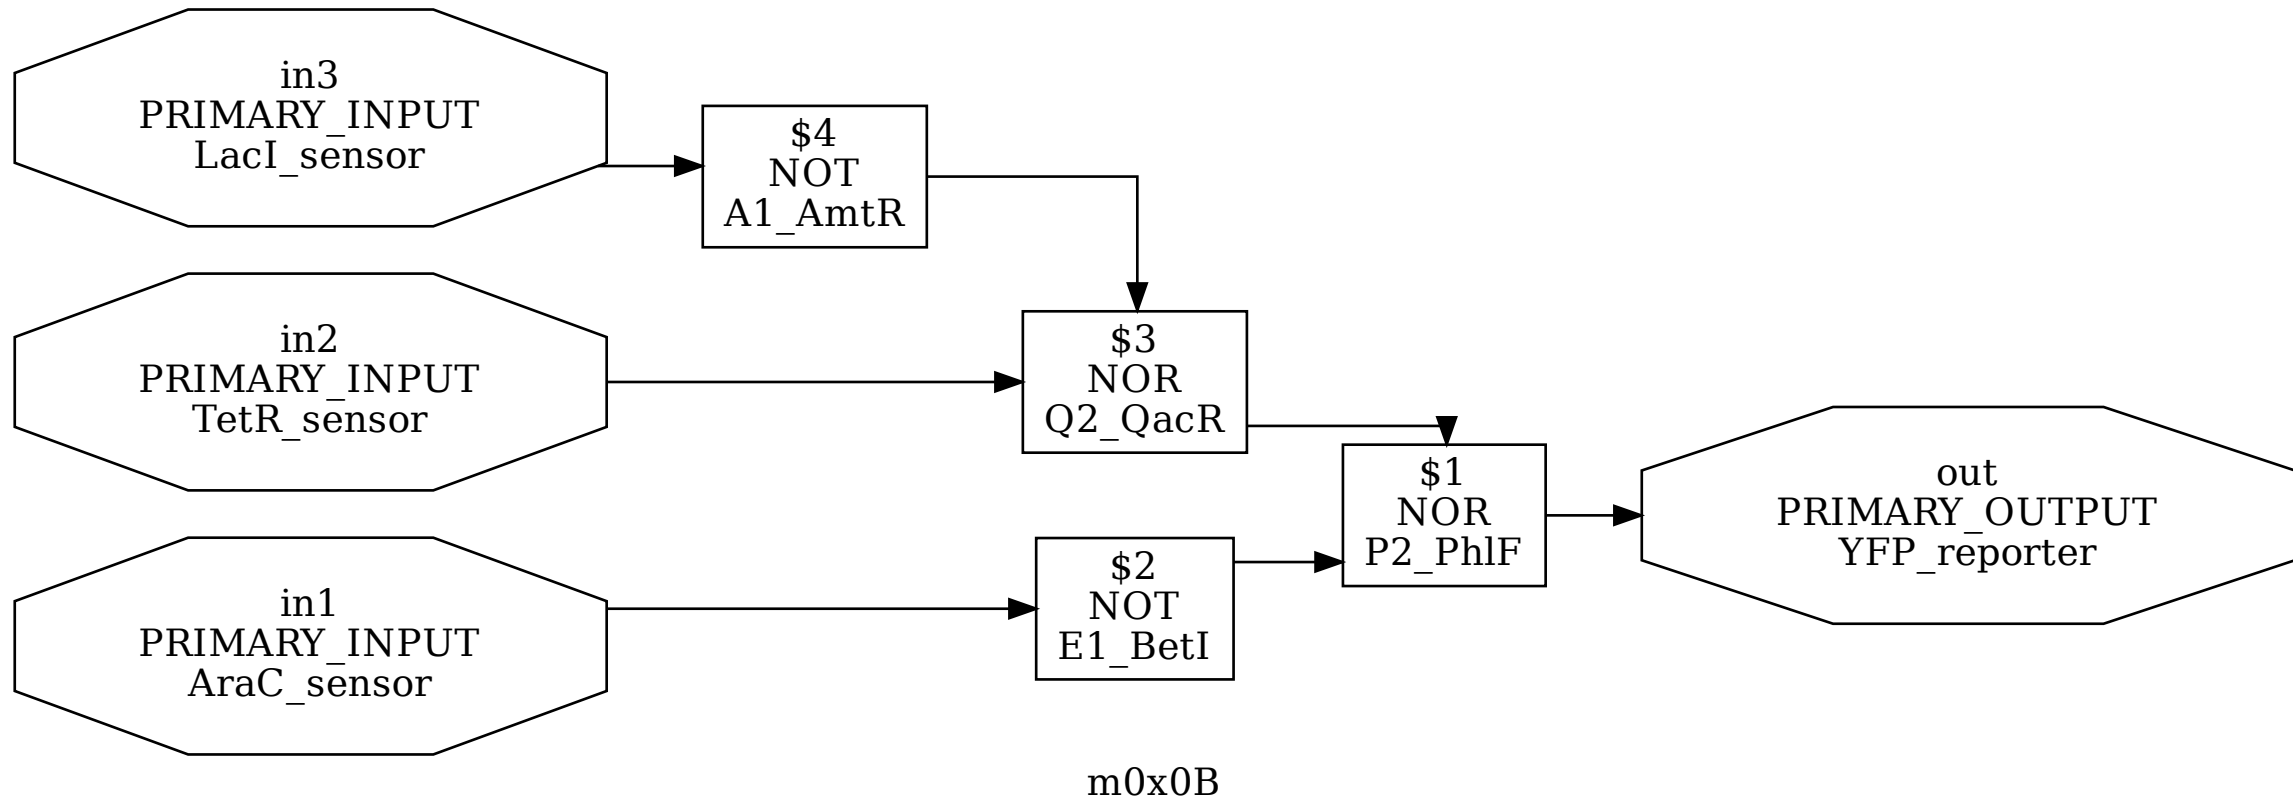 in3
PRIMARY_INPUT
LacI_sensor
$4
NOT
A1_AmtR
in2
PRIMARY_INPUT
TetR_sensor
$3
NOR
Q2_QacR
$1
NOR
P2_PhlF
out
PRIMARY_OUTPUT
YFP_reporter
in1
PRIMARY_INPUT
AraC_sensor
$2
NOT
E1_BetI
m0x0B